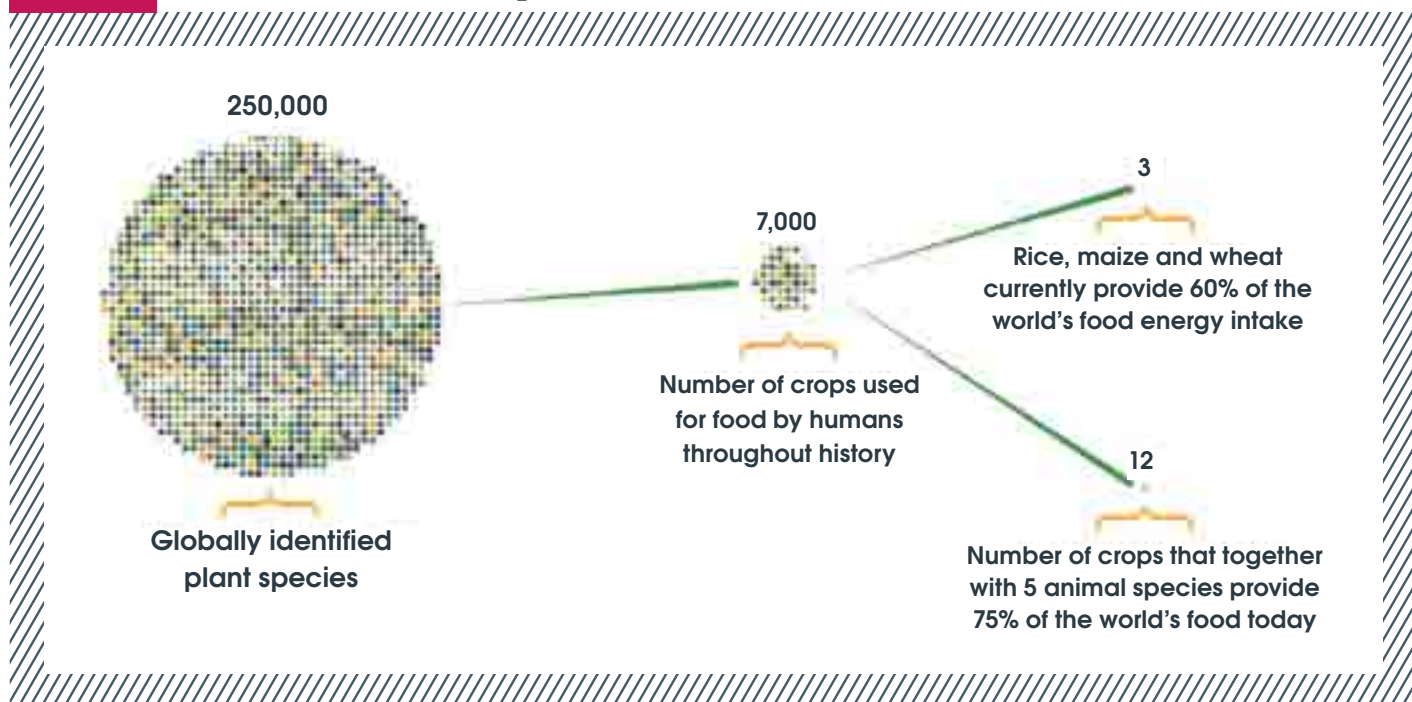 250,000
Globally identified
plant species
7,000
Number of crops used
for food by humans
throughout history
3
Rice, maize and wheat
currently provide 60% of the
world's food energy intake
12
Number of crops that together
with 5 animal species provide
75% of the world's food today